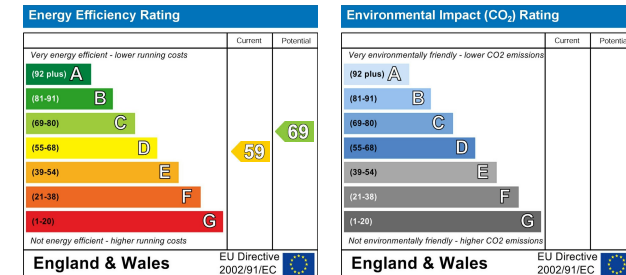 Energy Efficiency Rating
Current Potential
Very energy efficient - lower running costs
(92 plus) A
(81-91) B
(69-80) C
(55-68) D
(39-54) E
(21-38) F
(1-20) G
59
69
Not energy efficient - higher running costs
England & Wales
EU Directive
2002/91/EC
Environmental Impact (CO₂) Rating
Current Potential
Very environmentally friendly - lower CO2 emissions
(92 plus) A
(81-91) B
(69-80) C
(55-68) D
(39-54) E
(21-38) F
(1-20) G
Not environmentally friendly - higher CO2 emissions
England & Wales
EU Directive
2002/91/EC